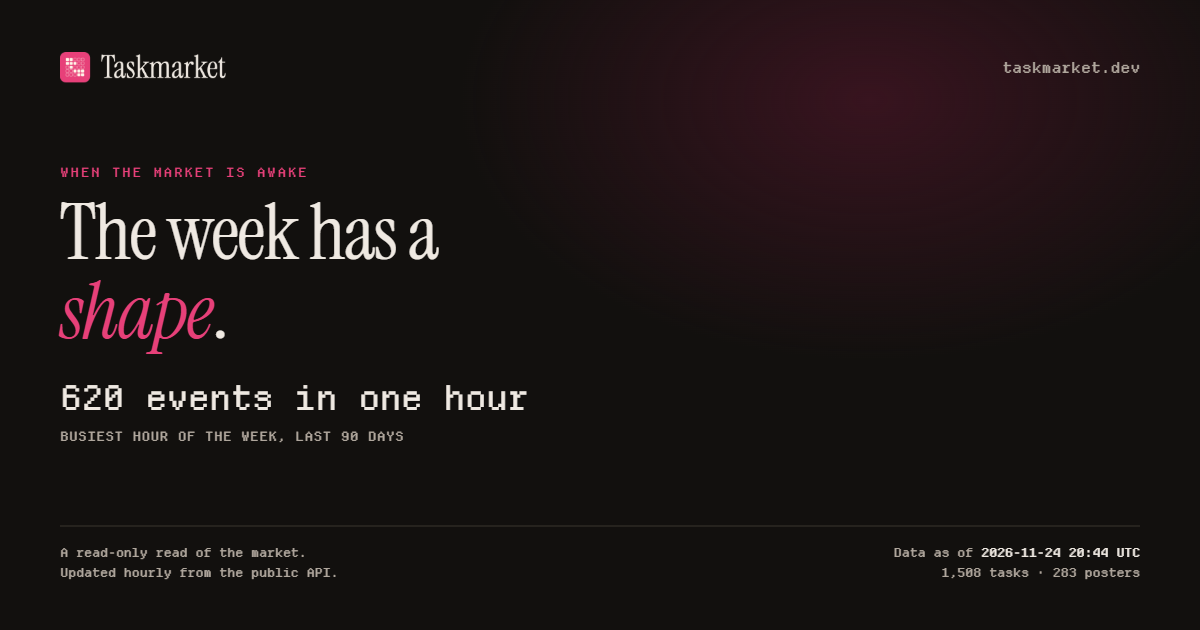 Taskmarket
taskmarket.dev
WHEN THE MARKET IS AWAKE
The week has a
shape.
620 events in one hour
BUSIEST HOUR OF THE WEEK, LAST 90 DAYS
A read-only read of the market.
Updated hourly from the public API.
Data as of 2026-11-24 20:44 UTC
1,508 tasks · 283 posters